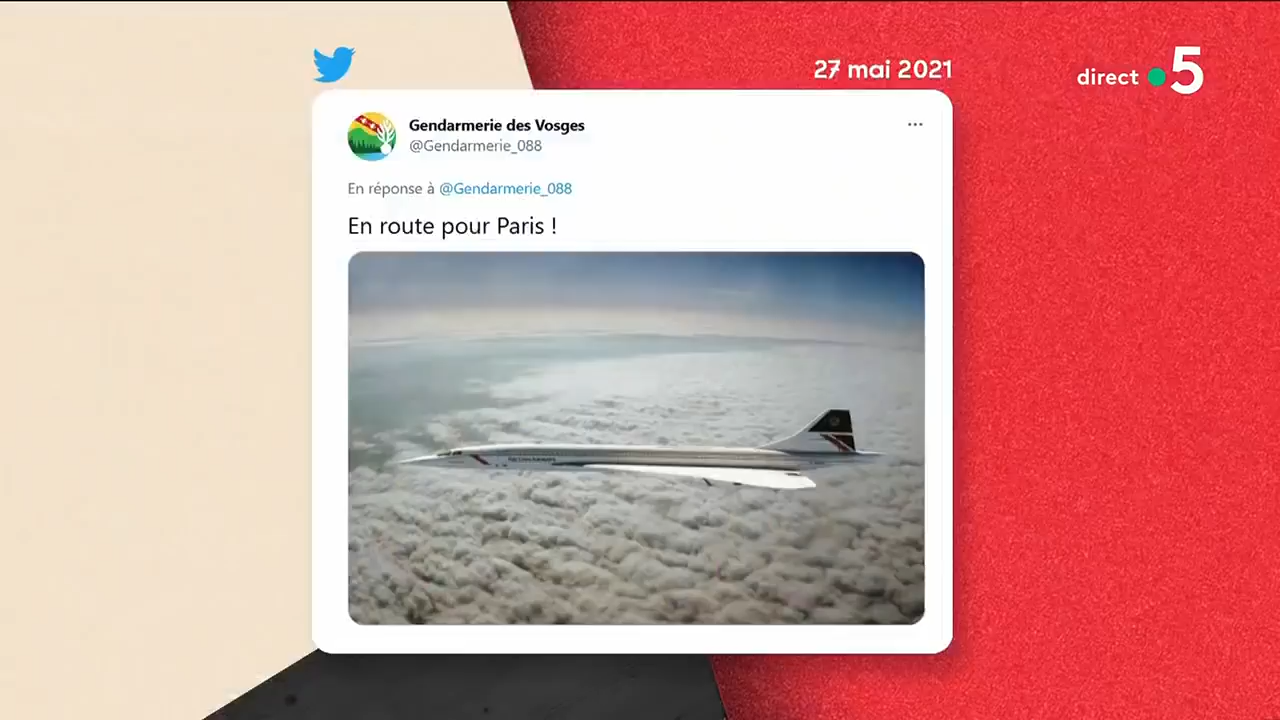 27 mai 2021
direct 5
Gendarmerie des Vosges
@Gendarmerie_088
En réponse à @Gendarmerie_088
En route pour Paris !